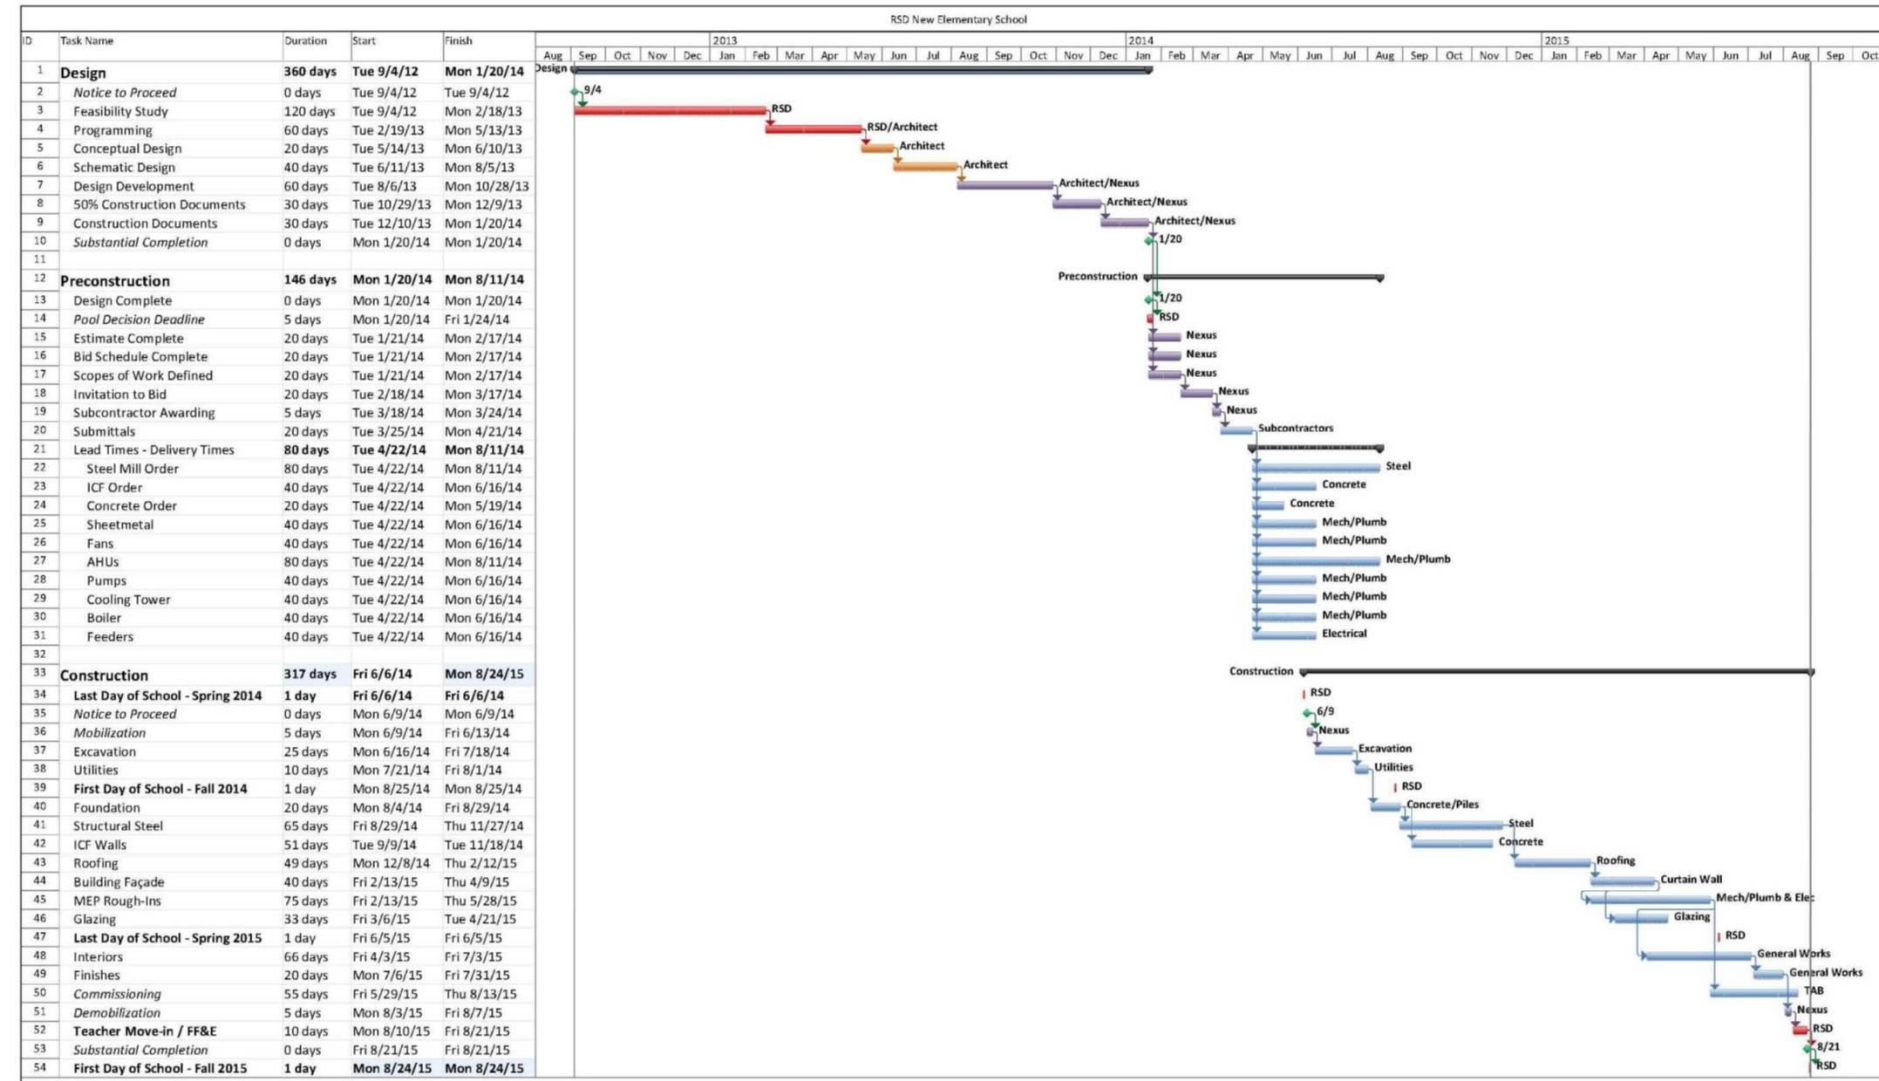 RSD New Elementary School
ID Task Name Duration Start Finish 2013 2014 2015
Aug Sep Oct Nov Dec Jan Feb Mar Apr May Jun Jul Aug Sep Oct Nov Dec Jan Feb Mar Apr May Jun Jul Aug Sep Oct Nov Dec Jan Feb Mar Apr May Jun Jul Aug Sep Oct
1 Design 360 days Tue 9/4/12 Mon 1/20/14 Design
2 Notice to Proceed 0 days Tue 9/4/12 Tue 9/4/12 9/4
3 Feasibility Study 120 days Tue 9/4/12 Mon 2/18/13 RSD
4 Programming 60 days Tue 2/19/13 Mon 5/13/13 RSD/Architect
5 Conceptual Design 20 days Tue 5/14/13 Mon 6/10/13 Architect
6 Schematic Design 40 days Tue 6/11/13 Mon 8/5/13 Architect
7 Design Development 60 days Tue 8/6/13 Mon 10/28/13 Architect/Nexus
8 50% Construction Documents 30 days Tue 10/29/13 Mon 12/9/13 Architect/Nexus
9 Construction Documents 30 days Tue 12/10/13 Mon 1/20/14 Architect/Nexus
10 Substantial Completion 0 days Mon 1/20/14 Mon 1/20/14 1/20
11
12 Preconstruction 146 days Mon 1/20/14 Mon 8/11/14 Preconstruction
13 Design Complete 0 days Mon 1/20/14 Mon 1/20/14 1/20
14 Pool Decision Deadline 5 days Mon 1/20/14 Fri 1/24/14 RSD
15 Estimate Complete 20 days Tue 1/21/14 Mon 2/17/14 Nexus
16 Bid Schedule Complete 20 days Tue 1/21/14 Mon 2/17/14 Nexus
17 Scopes of Work Defined 20 days Tue 1/21/14 Mon 2/17/14 Nexus
18 Invitation to Bid 20 days Tue 2/18/14 Mon 3/17/14 Nexus
19 Subcontractor Awarding 5 days Tue 3/18/14 Mon 3/24/14 Nexus
20 Submittals 20 days Tue 3/25/14 Mon 4/21/14 Subcontractors
21 Lead Times - Delivery Times 80 days Tue 4/22/14 Mon 8/11/14
22 Steel Mill Order 80 days Tue 4/22/14 Mon 8/11/14 Steel
23 ICF Order 40 days Tue 4/22/14 Mon 6/16/14 Concrete
24 Concrete Order 20 days Tue 4/22/14 Mon 5/19/14 Concrete
25 Sheetmetal 40 days Tue 4/22/14 Mon 6/16/14 Mech/Plumb
26 Fans 40 days Tue 4/22/14 Mon 6/16/14 Mech/Plumb
27 AHUs 80 days Tue 4/22/14 Mon 8/11/14 Mech/Plumb
28 Pumps 40 days Tue 4/22/14 Mon 6/16/14 Mech/Plumb
29 Cooling Tower 40 days Tue 4/22/14 Mon 6/16/14 Mech/Plumb
30 Boiler 40 days Tue 4/22/14 Mon 6/16/14 Mech/Plumb
31 Feeders 40 days Tue 4/22/14 Mon 6/16/14 Electrical
32
33 Construction 317 days Fri 6/6/14 Mon 8/24/15 Construction
34 Last Day of School - Spring 2014 1 day Fri 6/6/14 Fri 6/6/14 RSD
35 Notice to Proceed 0 days Mon 6/9/14 Mon 6/9/14 6/9
36 Mobilization 5 days Mon 6/9/14 Fri 6/13/14 Nexus
37 Excavation 25 days Mon 6/16/14 Fri 7/18/14 Excavation
38 Utilities 10 days Mon 7/21/14 Fri 8/1/14 Utilities
39 First Day of School - Fall 2014 1 day Mon 8/25/14 Mon 8/25/14 RSD
40 Foundation 20 days Mon 8/4/14 Fri 8/29/14 Concrete/Piles
41 Structural Steel 65 days Fri 8/29/14 Thu 11/27/14 Steel
42 ICF Walls 51 days Tue 9/9/14 Tue 11/18/14 Concrete
43 Roofing 49 days Mon 12/8/14 Thu 2/12/15 Roofing
44 Building Façade 40 days Fri 2/13/15 Thu 4/9/15 Curtain Wall
45 MEP Rough-Ins 75 days Fri 2/13/15 Thu 5/28/15 Mech/Plumb & Elec
46 Glazing 33 days Fri 3/6/15 Tue 4/21/15 Glazing
47 Last Day of School - Spring 2015 1 day Fri 6/5/15 Fri 6/5/15 RSD
48 Interiors 66 days Fri 4/3/15 Fri 7/3/15 General Works
49 Finishes 20 days Mon 7/6/15 Fri 7/31/15 General Works
50 Commissioning 55 days Fri 5/29/15 Thu 8/13/15 TAB
51 Demobilization 5 days Mon 8/3/15 Fri 8/7/15 Nexus
52 Teacher Move-in / FF&E 10 days Mon 8/10/15 Fri 8/21/15 RSD
53 Substantial Completion 0 days Fri 8/21/15 Fri 8/21/15 8/21
54 First Day of School - Fall 2015 1 day Mon 8/24/15 Mon 8/24/15 RSD